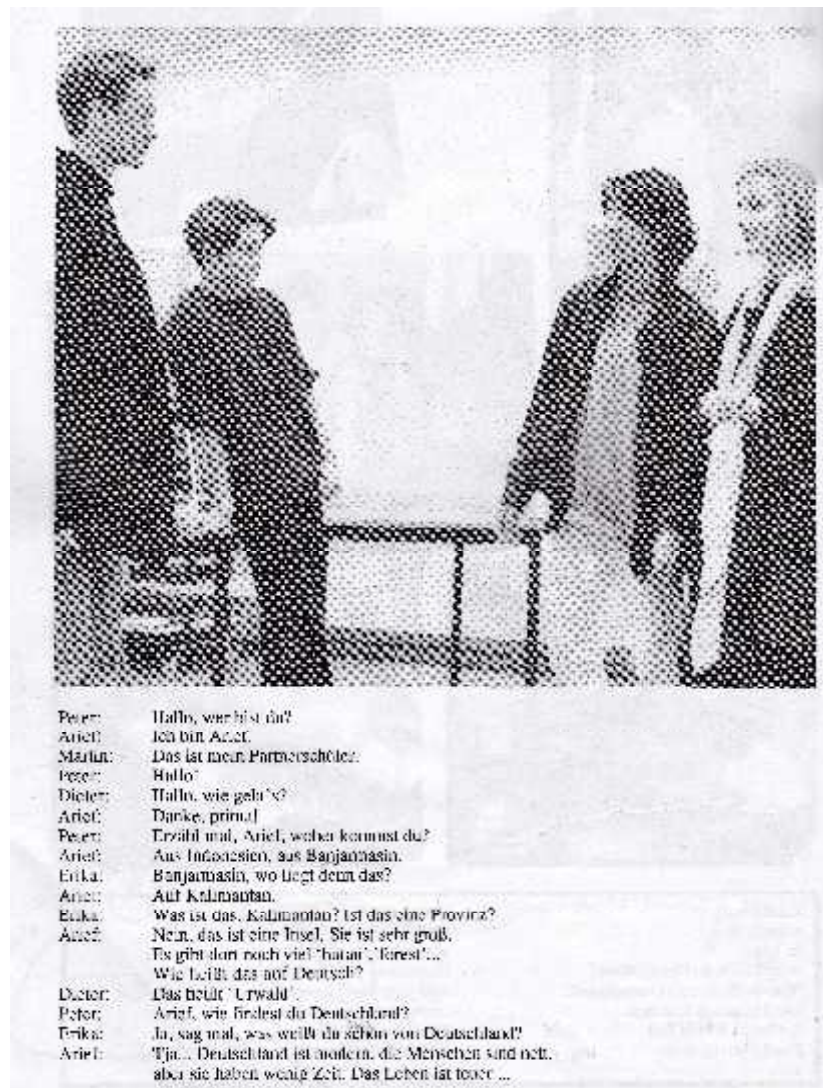 Peter: Hallo, wer bist du?
Arief: Ich bin Arief.
Martin: Das ist mein Partnerschüler.
Peter: Hallo!
Dieter: Hallo, wie geht's?
Arief: Danke, prima!
Peter: Erzähl mal, Arief, woher kommst du?
Arief: Aus Indonesien, aus Banjarmasin.
Erika: Banjarmasin, wo liegt denn das?
Arief: Auf Kalimantan.
Erika: Was ist das, Kalimantan? Ist das eine Provinz?
Arief: Nein, das ist eine Insel. Sie ist sehr groß.
Es gibt dort noch viel 'hutan', 'forest'...
Wie heißt das auf Deutsch?
Dieter: Das heißt 'Urwald'.
Peter: Arief, wie findest du Deutschland?
Erika: Ja, sag mal, was weißt du schon von Deutschland?
Arief: Tja... Deutschland ist modern, die Menschen sind nett,
aber sie haben wenig Zeit. Das Leben ist teuer ...